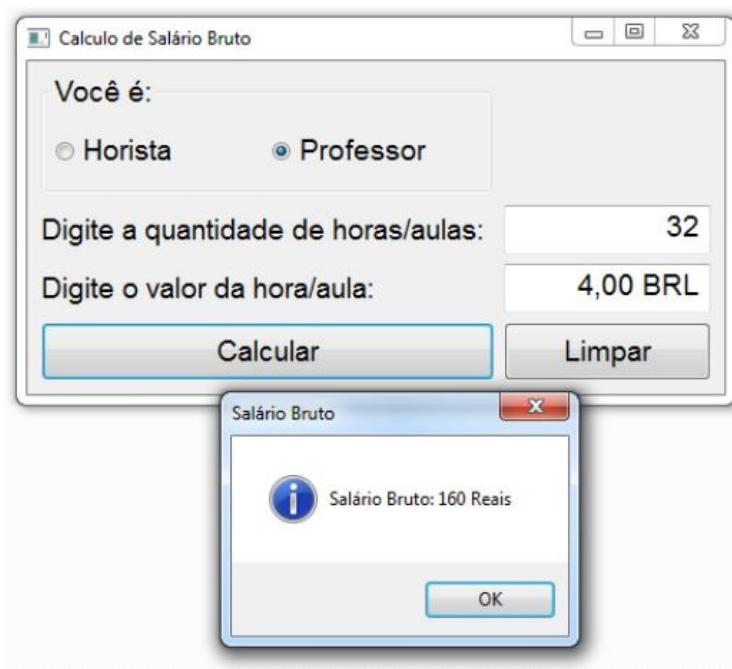 Calculo de Salário Bruto
Você é:
Horista Professor
Digite a quantidade de horas/aulas: 32
Digite o valor da hora/aula: 4,00 BRL
Calcular Limpar
Salário Bruto
Salário Bruto: 160 Reais
OK